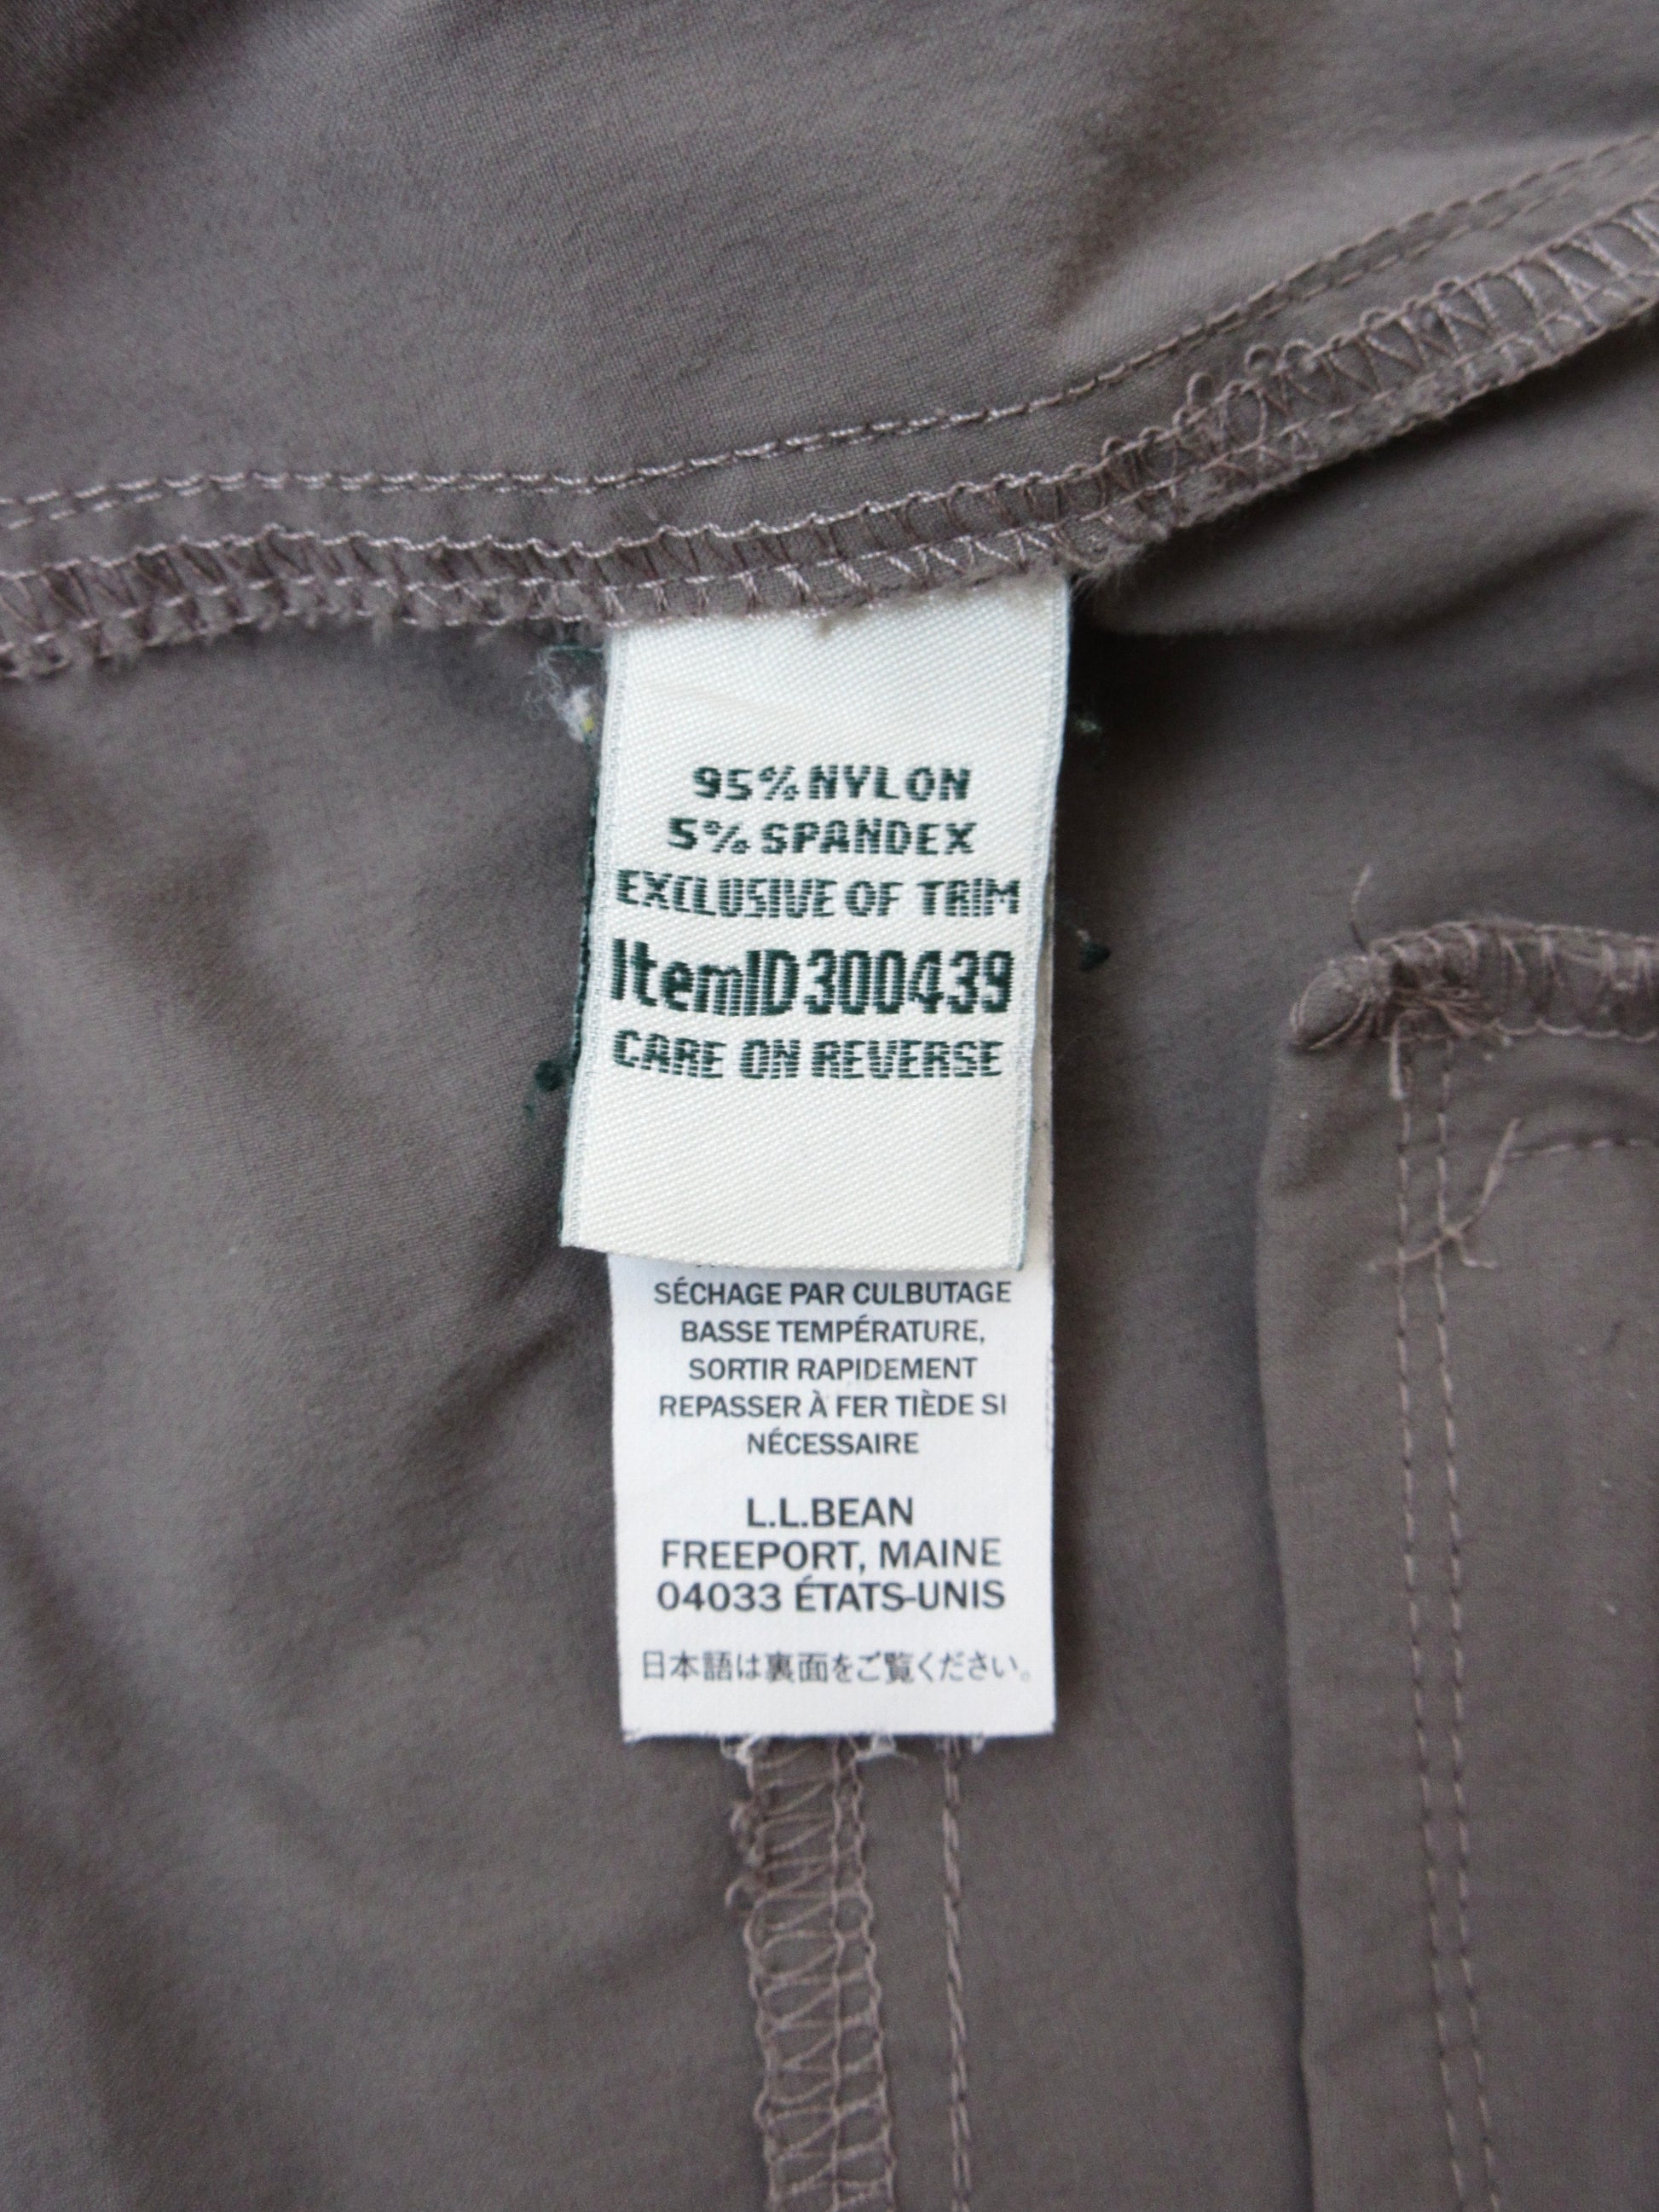 95% NYLON
5% SPANDEX
EXCLUSIVE OF TRIM
ItemID300439
CARE ON REVERSE
SÉCHAGE PAR CULBUTAGE
BASSE TEMPÉRATURE,
SORTIR RAPIDEMENT
REPASSER À FER TIÈDE SI
NÉCESSAIRE
L.L.BEAN
FREEPORT, MAINE
04033 ÉTATS-UNIS
日本語は裏面をご覧ください。